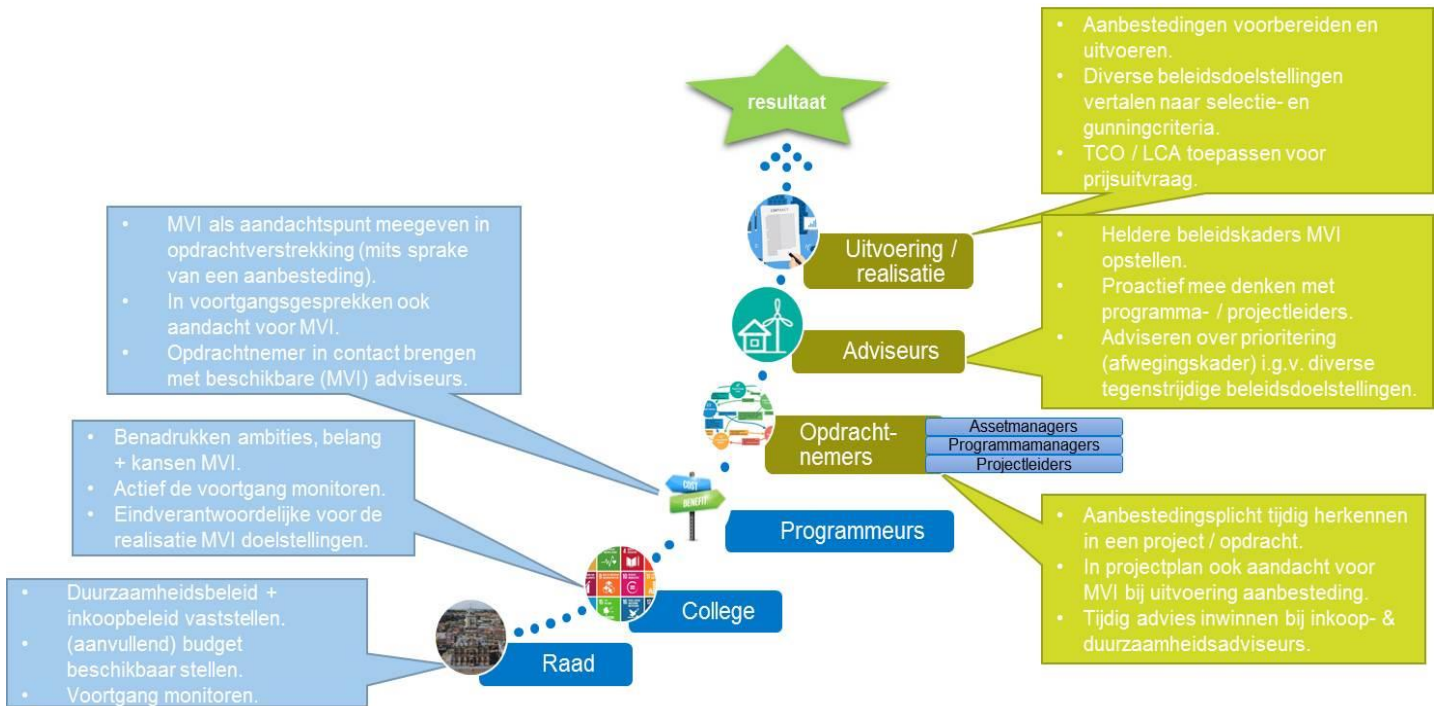 resultaat
• Aanbestedingen voorbereiden en
uitvoeren.
• Diverse beleidsdoelstellingen
vertalen naar selectie- en
gunningcriteria.
• TCO / LCA toepassen voor
prijsuitvraag.
Uitvoering /
realisatie
• Heldere beleidskaders MVI
opstellen.
• Proactief mee denken met
programma- / projectleiders.
• Adviseren over prioritering
(afwegingskader) i.g.v. diverse
tegenstrijdige beleidsdoelstellingen.
Adviseurs
Opdracht-
nemers
Assetmanagers
Programmamanagers
Projectleiders
• Aanbestedingsplicht tijdig herkennen
in een project / opdracht.
• In projectplan ook aandacht voor
MVI bij uitvoering aanbesteding.
• Tijdig advies inwinnen bij inkoop- &
duurzaamheidsadviseurs.
• MVI als aandachtspunt meegeven in
opdrachtverstrekking (mits sprake
van een aanbesteding).
• In voortgangsgesprekken ook
aandacht voor MVI.
• Opdrachtnemer in contact brengen
met beschikbare (MVI) adviseurs.
COST
BENEFIT
Programmeurs
• Benadrukken ambities, belang
+ kansen MVI.
• Actief de voortgang monitoren.
• Eindverantwoordelijke voor de
realisatie MVI doelstellingen.
College
• Duurzaamheidsbeleid +
inkoopbeleid vaststellen.
• (aanvullend) budget
beschikbaar stellen.
• Voortgang monitoren.
Raad